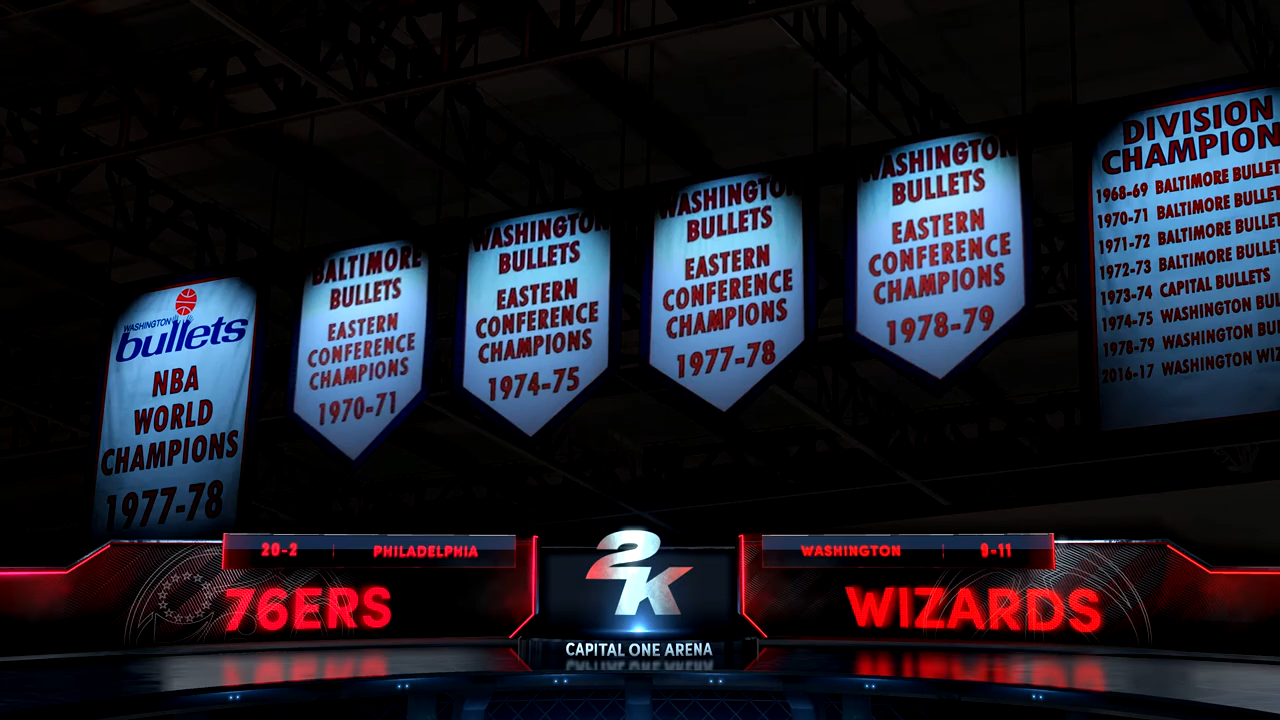 WASHINGTON
bullets
NBA
WORLD
CHAMPIONS
1977-78
BALTIMORE
BULLETS
EASTERN
CONFERENCE
CHAMPIONS
1970-71
WASHINGTON
BULLETS
EASTERN
CONFERENCE
CHAMPIONS
1974-75
WASHINGTON
BULLETS
EASTERN
CONFERENCE
CHAMPIONS
1977-78
WASHINGTON
BULLETS
EASTERN
CONFERENCE
CHAMPIONS
1978-79
DIVISION
CHAMPION
1968-69 BALTIMORE BULLET
1970-71 BALTIMORE BULLET
1971-72 BALTIMORE BULLET
1972-73 BALTIMORE BULLET
1973-74 CAPITAL BULLETS
1974-75 WASHINGTON BUL
1978-79 WASHINGTON BUL
2016-17 WASHINGTON WIZ
20-2 PHILADELPHIA
76ERS
2K
CAPITAL ONE ARENA
WASHINGTON 9-11
WIZARDS